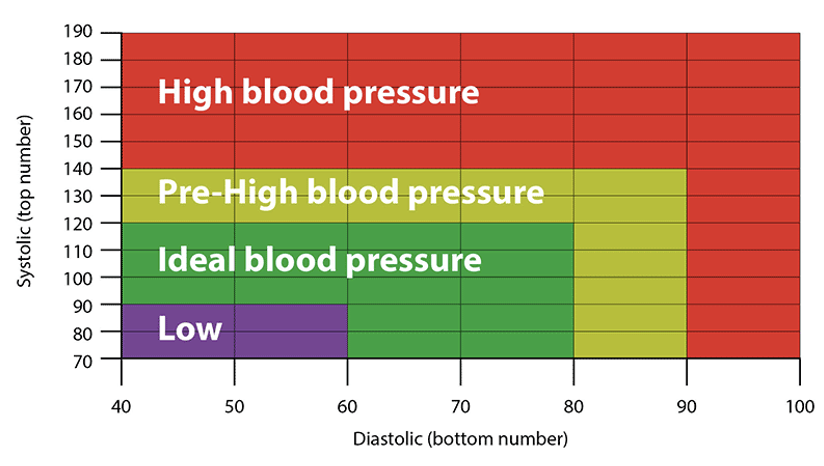 190
180
170
160
150
140
130
120
110
100
90
80
70
Systolic (top number)
High blood pressure
Pre-High blood pressure
Ideal blood pressure
Low
40 50 60 70 80 90 100
Diastolic (bottom number)